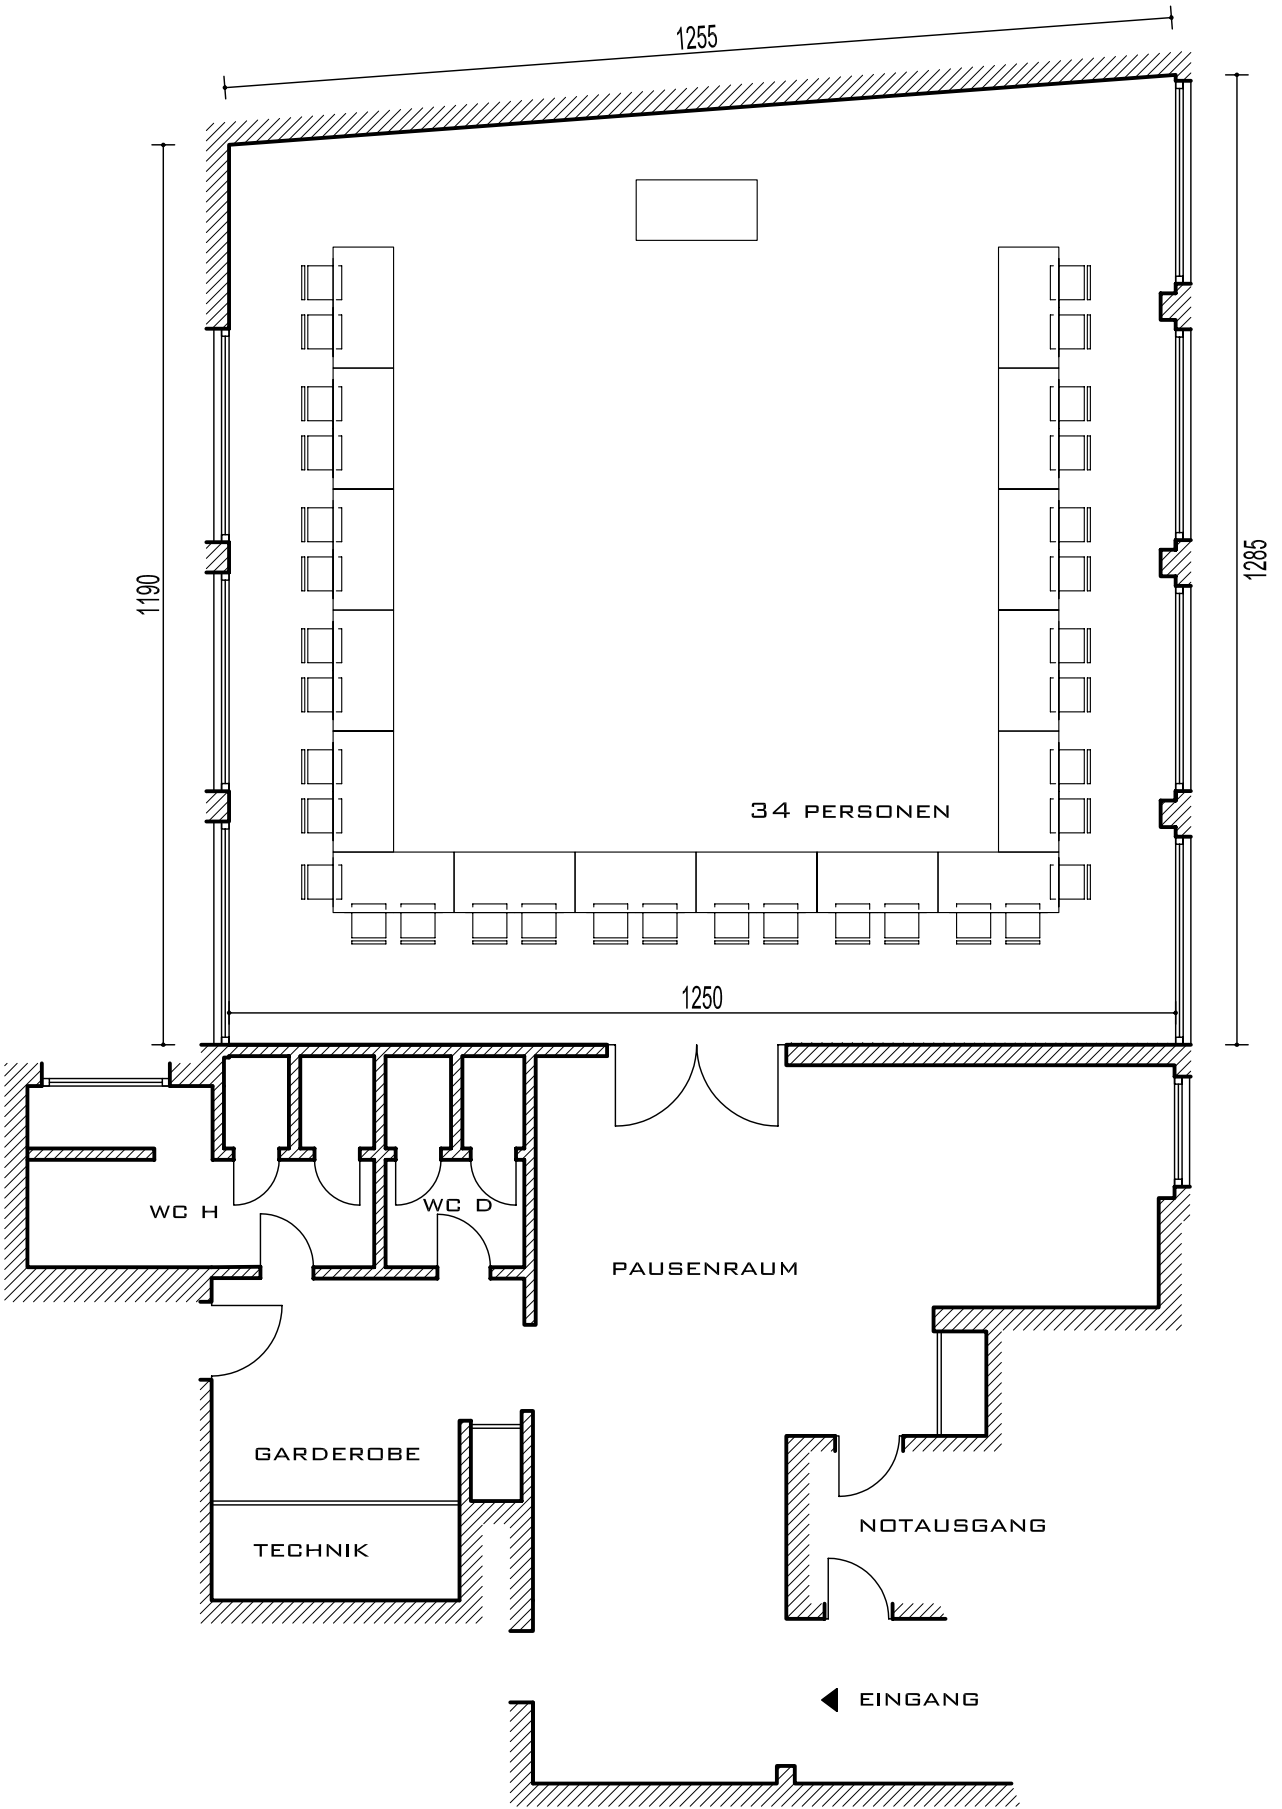 1255
1190
1285
34 PERSONEN
1250
WC H
WC D
PAUSENRAUM
GARDEROBE
NOTAUSGANG
TECHNIK
EINGANG